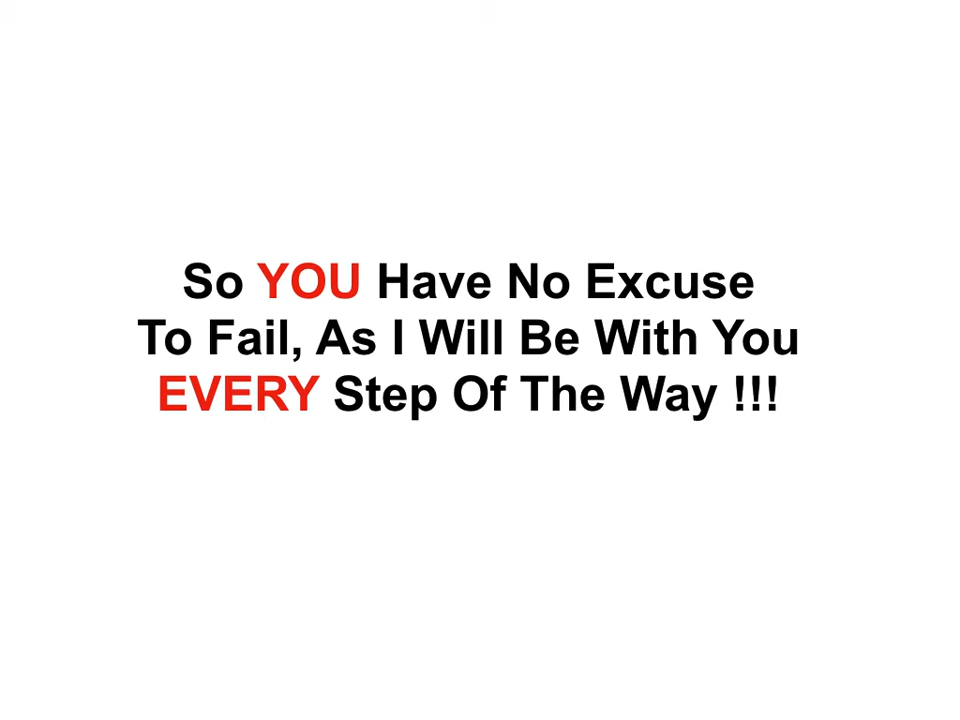 So YOU Have No Excuse
To Fail, As I Will Be With You
EVERY Step Of The Way !!!